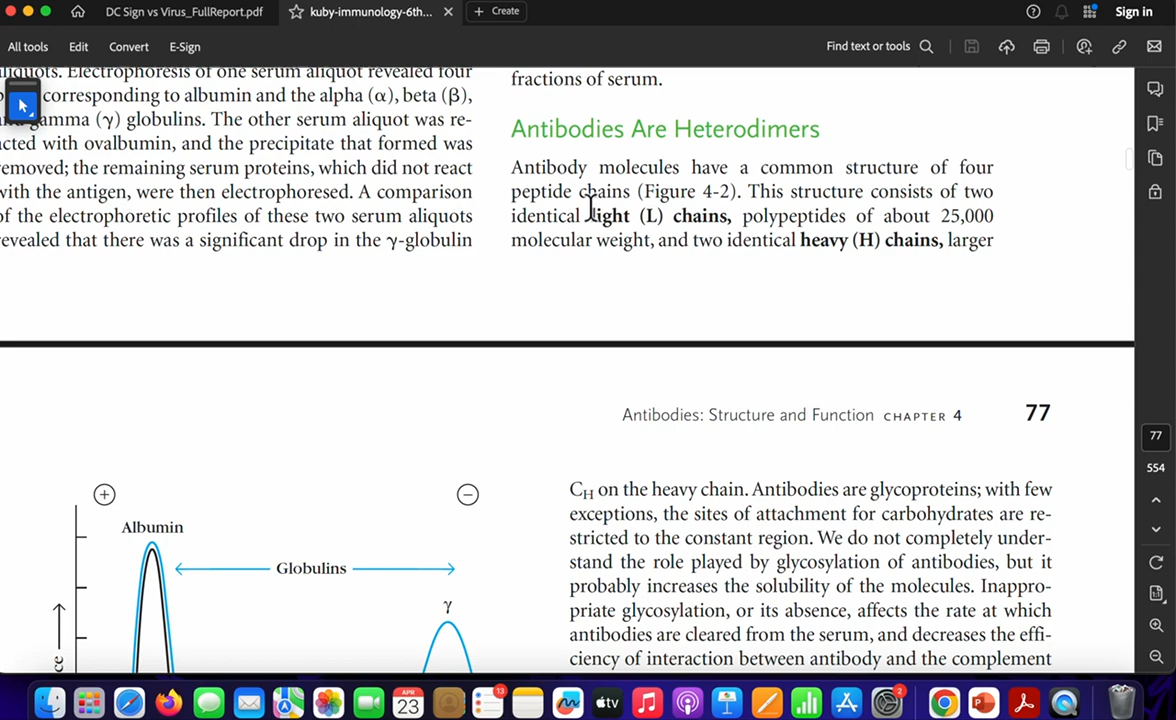 DC Sign vs Virus_FullReport.pdf
kuby-immunology-6th...
Create
Sign in
All tools
Edit
Convert
E-Sign
Find text or tools
aliquots. Electrophoresis of one serum aliquot revealed four
corresponding to albumin and the alpha (α), beta (β),
gamma (γ) globulins. The other serum aliquot was re-
acted with ovalbumin, and the precipitate that formed was
removed; the remaining serum proteins, which did not react
with the antigen, were then electrophoresed. A comparison
of the electrophoretic profiles of these two serum aliquots
revealed that there was a significant drop in the γ-globulin
fractions of serum.
Antibodies Are Heterodimers
Antibody molecules have a common structure of four
peptide chains (Figure 4-2). This structure consists of two
identical light (L) chains, polypeptides of about 25,000
molecular weight, and two identical heavy (H) chains, larger
Antibodies: Structure and Function CHAPTER 4 77
77
554
+
−
Albumin
Globulins
γ
ce
CH on the heavy chain. Antibodies are glycoproteins; with few
exceptions, the sites of attachment for carbohydrates are re-
stricted to the constant region. We do not completely under-
stand the role played by glycosylation of antibodies, but it
probably increases the solubility of the molecules. Inappro-
priate glycosylation, or its absence, affects the rate at which
antibodies are cleared from the serum, and decreases the effi-
ciency of interaction between antibody and the complement
APR
23
13
tv
2